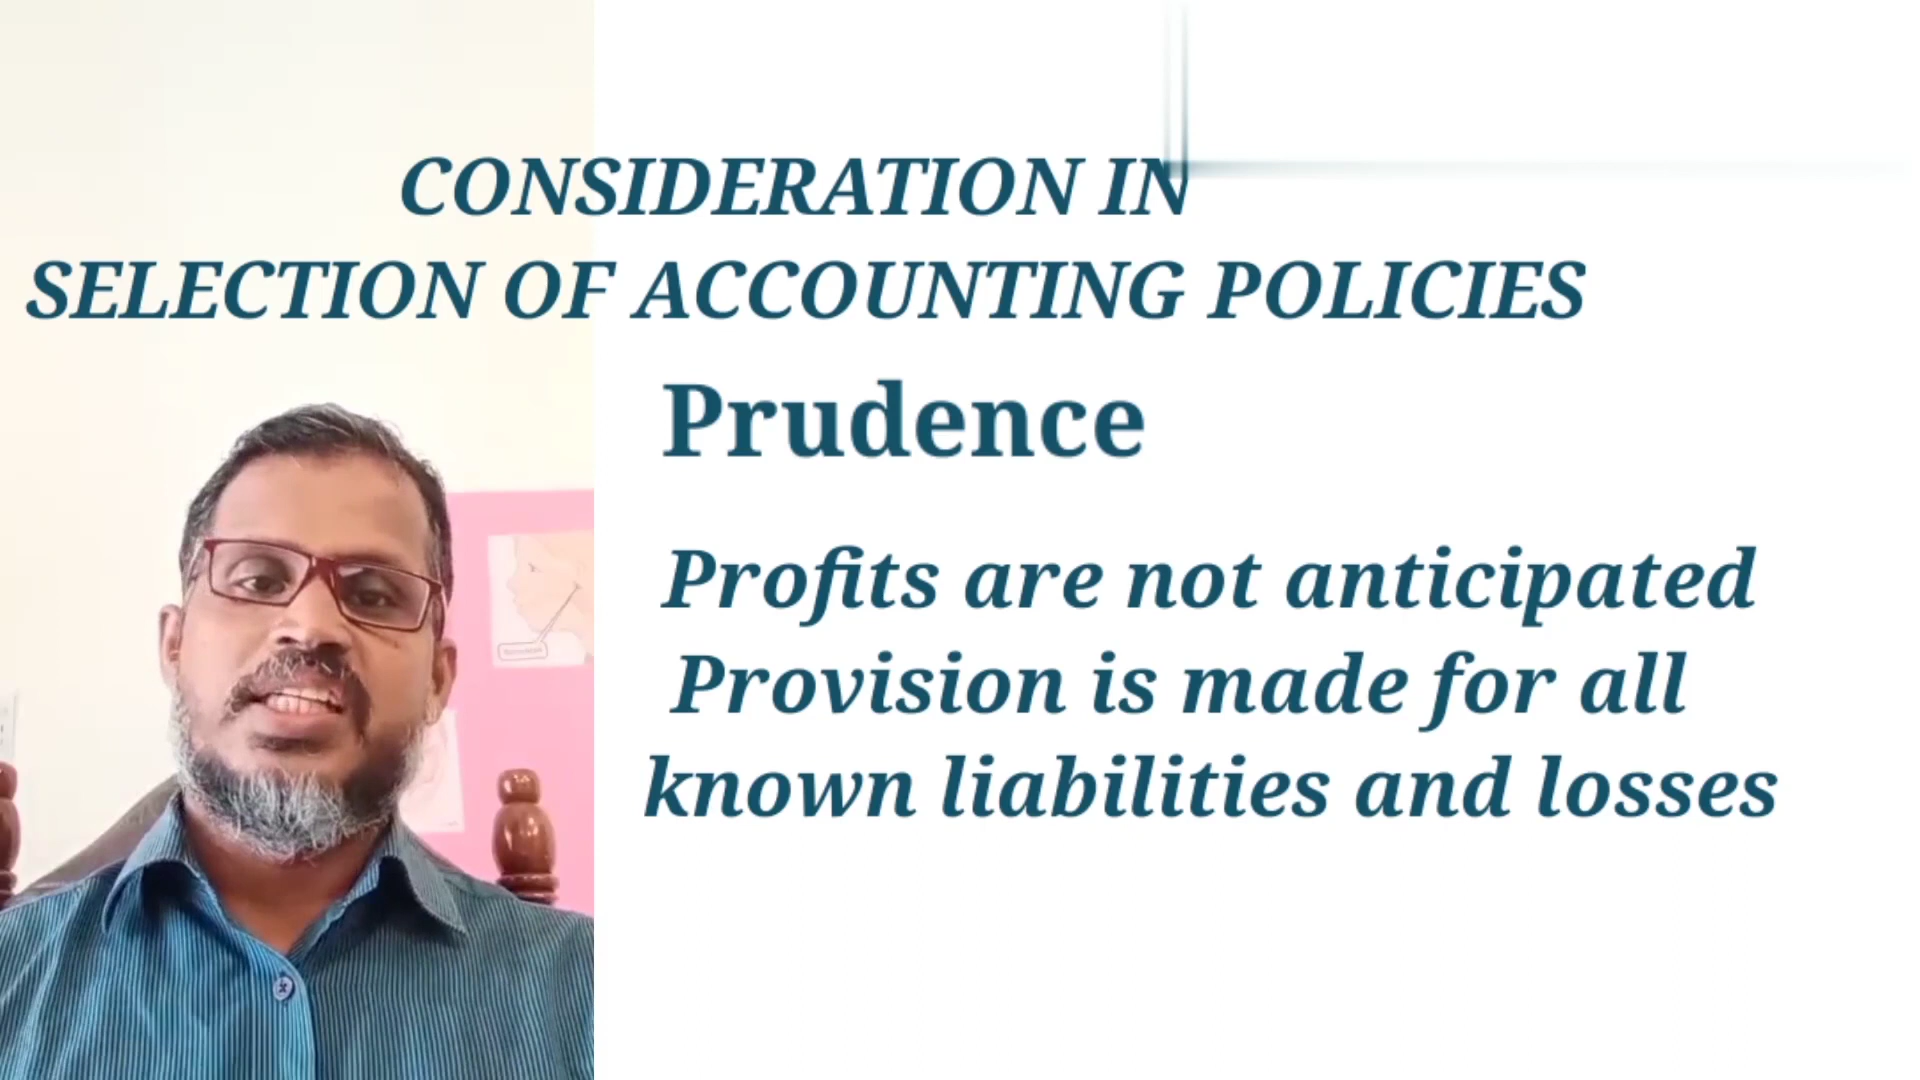 CONSIDERATION IN
SELECTION OF ACCOUNTING POLICIES
Prudence
Profits are not anticipated
Provision is made for all
known liabilities and losses